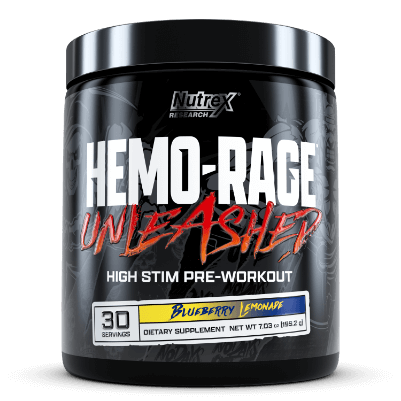 Nutrex
RESEARCH
HEMO-RAGE
UNLEASHED
HIGH STIM PRE-WORKOUT
30
SERVINGS
BLUEBERRY LEMONADE
DIETARY SUPPLEMENT NET WT 7.03 oz (199.2g)